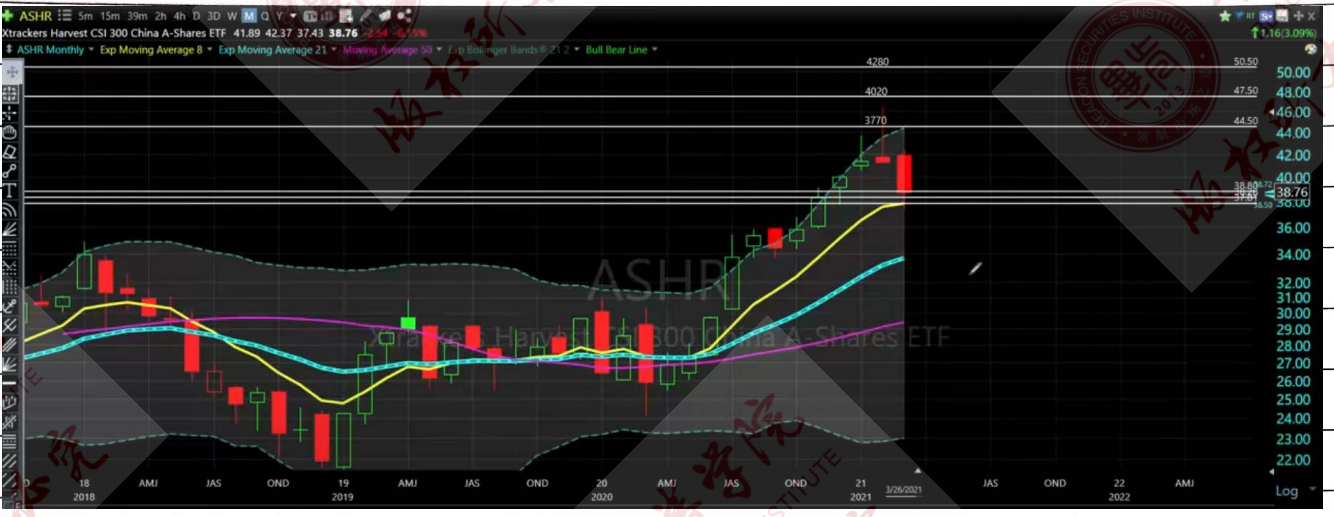 ASHR 5m 15m 39m 2h 4h D 3D W M Q Y
Xtrackers Harvest CSI 300 China A-Shares ETF 41.89 42.37 37.43 38.76 -2.54 -6.15%
1.16(3.09%)
ASHR Monthly Exp Moving Average 8 Exp Moving Average 21 Moving Average 50 Exp Bollinger Bands® 21 2 Bull Bear Line
4280 50.50
4020 47.50
3770 44.50
50.00
48.00
46.00
44.00
42.00
40.00
38.76
38.00
36.00
34.00
32.00
31.00
30.00
29.00
28.00
27.00
26.00
25.00
24.00
23.00
22.00
38.80
38.50
ASHR
Xtrackers Harvest CSI 300 China A-Shares ETF
SECURITIES INSTITUTE
2013
版权所
18 AMJ JAS OND 19 AMJ JAS OND 20 AMJ JAS OND 21 JAS OND 22 AMJ
2018 2019 2020 2021 3/26/2021 2022
Log